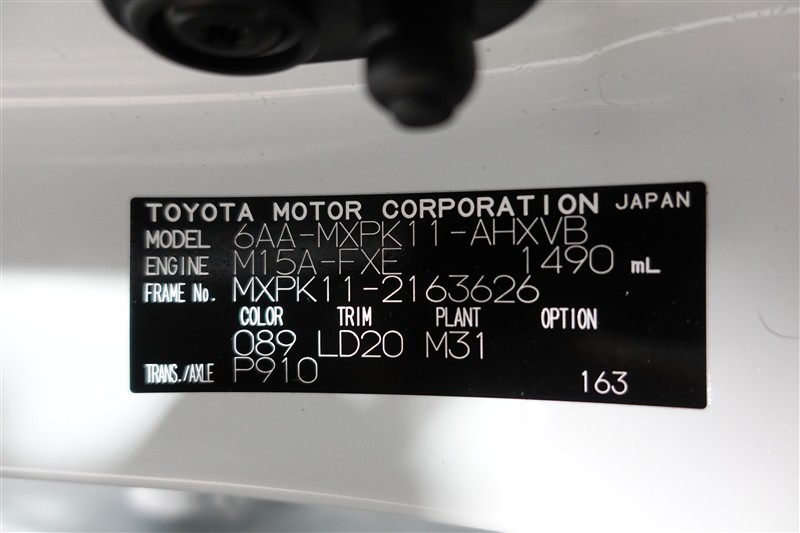 TOYOTA MOTOR CORPORATION JAPAN
MODEL 6AA-MXPK11-AHXVB
ENGINE M15A-FXE 1490 mL
FRAME No. MXPK11-2163626
COLOR TRIM PLANT OPTION
089 LD20 M31
TRANS./AXLE P910
163